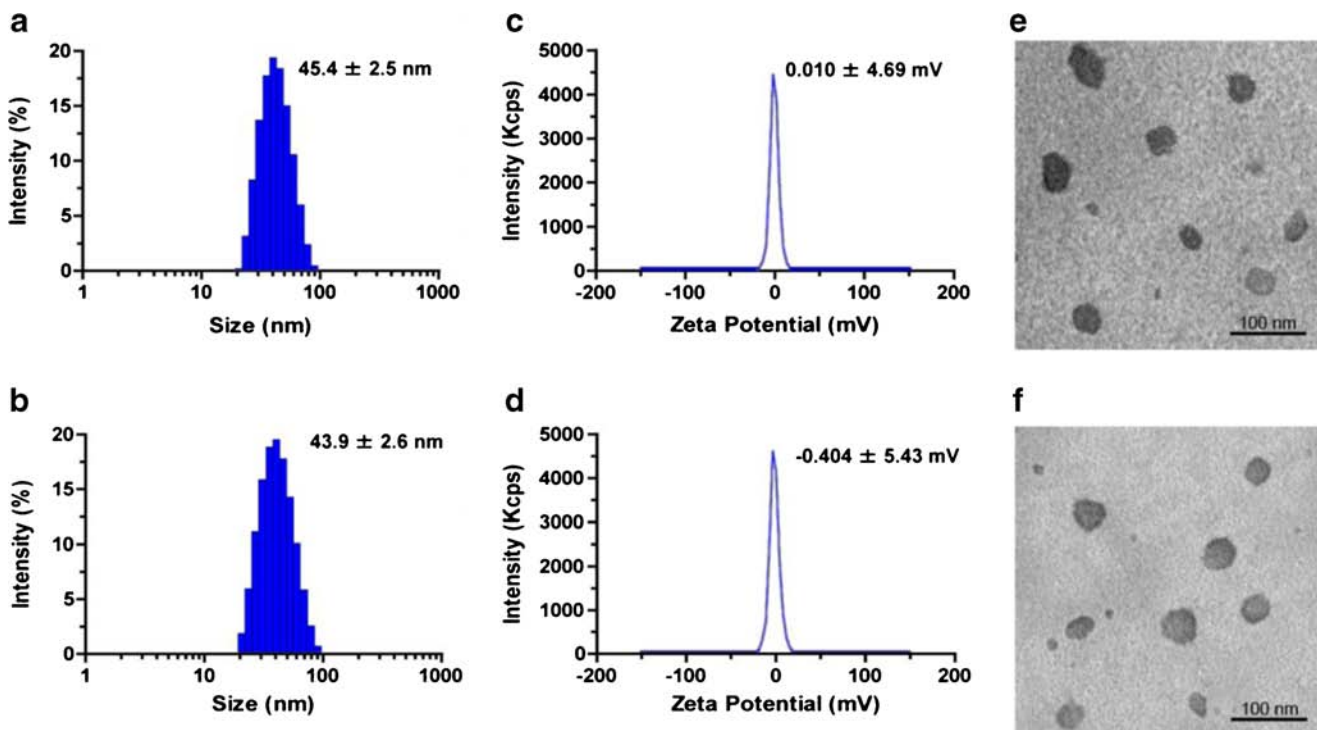 a
20
15
10
5
0
Intensity (%)
45.4 ± 2.5 nm
1
10
100
1000
Size (nm)
c
5000
4000
3000
2000
1000
0
Intensity (Kcps)
0.010 ± 4.69 mV
-200
-100
0
100
200
Zeta Potential (mV)
e
100 nm
b
20
15
10
5
0
Intensity (%)
43.9 ± 2.6 nm
1
10
100
1000
Size (nm)
d
5000
4000
3000
2000
1000
0
Intensity (Kcps)
-0.404 ± 5.43 mV
-200
-100
0
100
200
Zeta Potential (mV)
f
100 nm